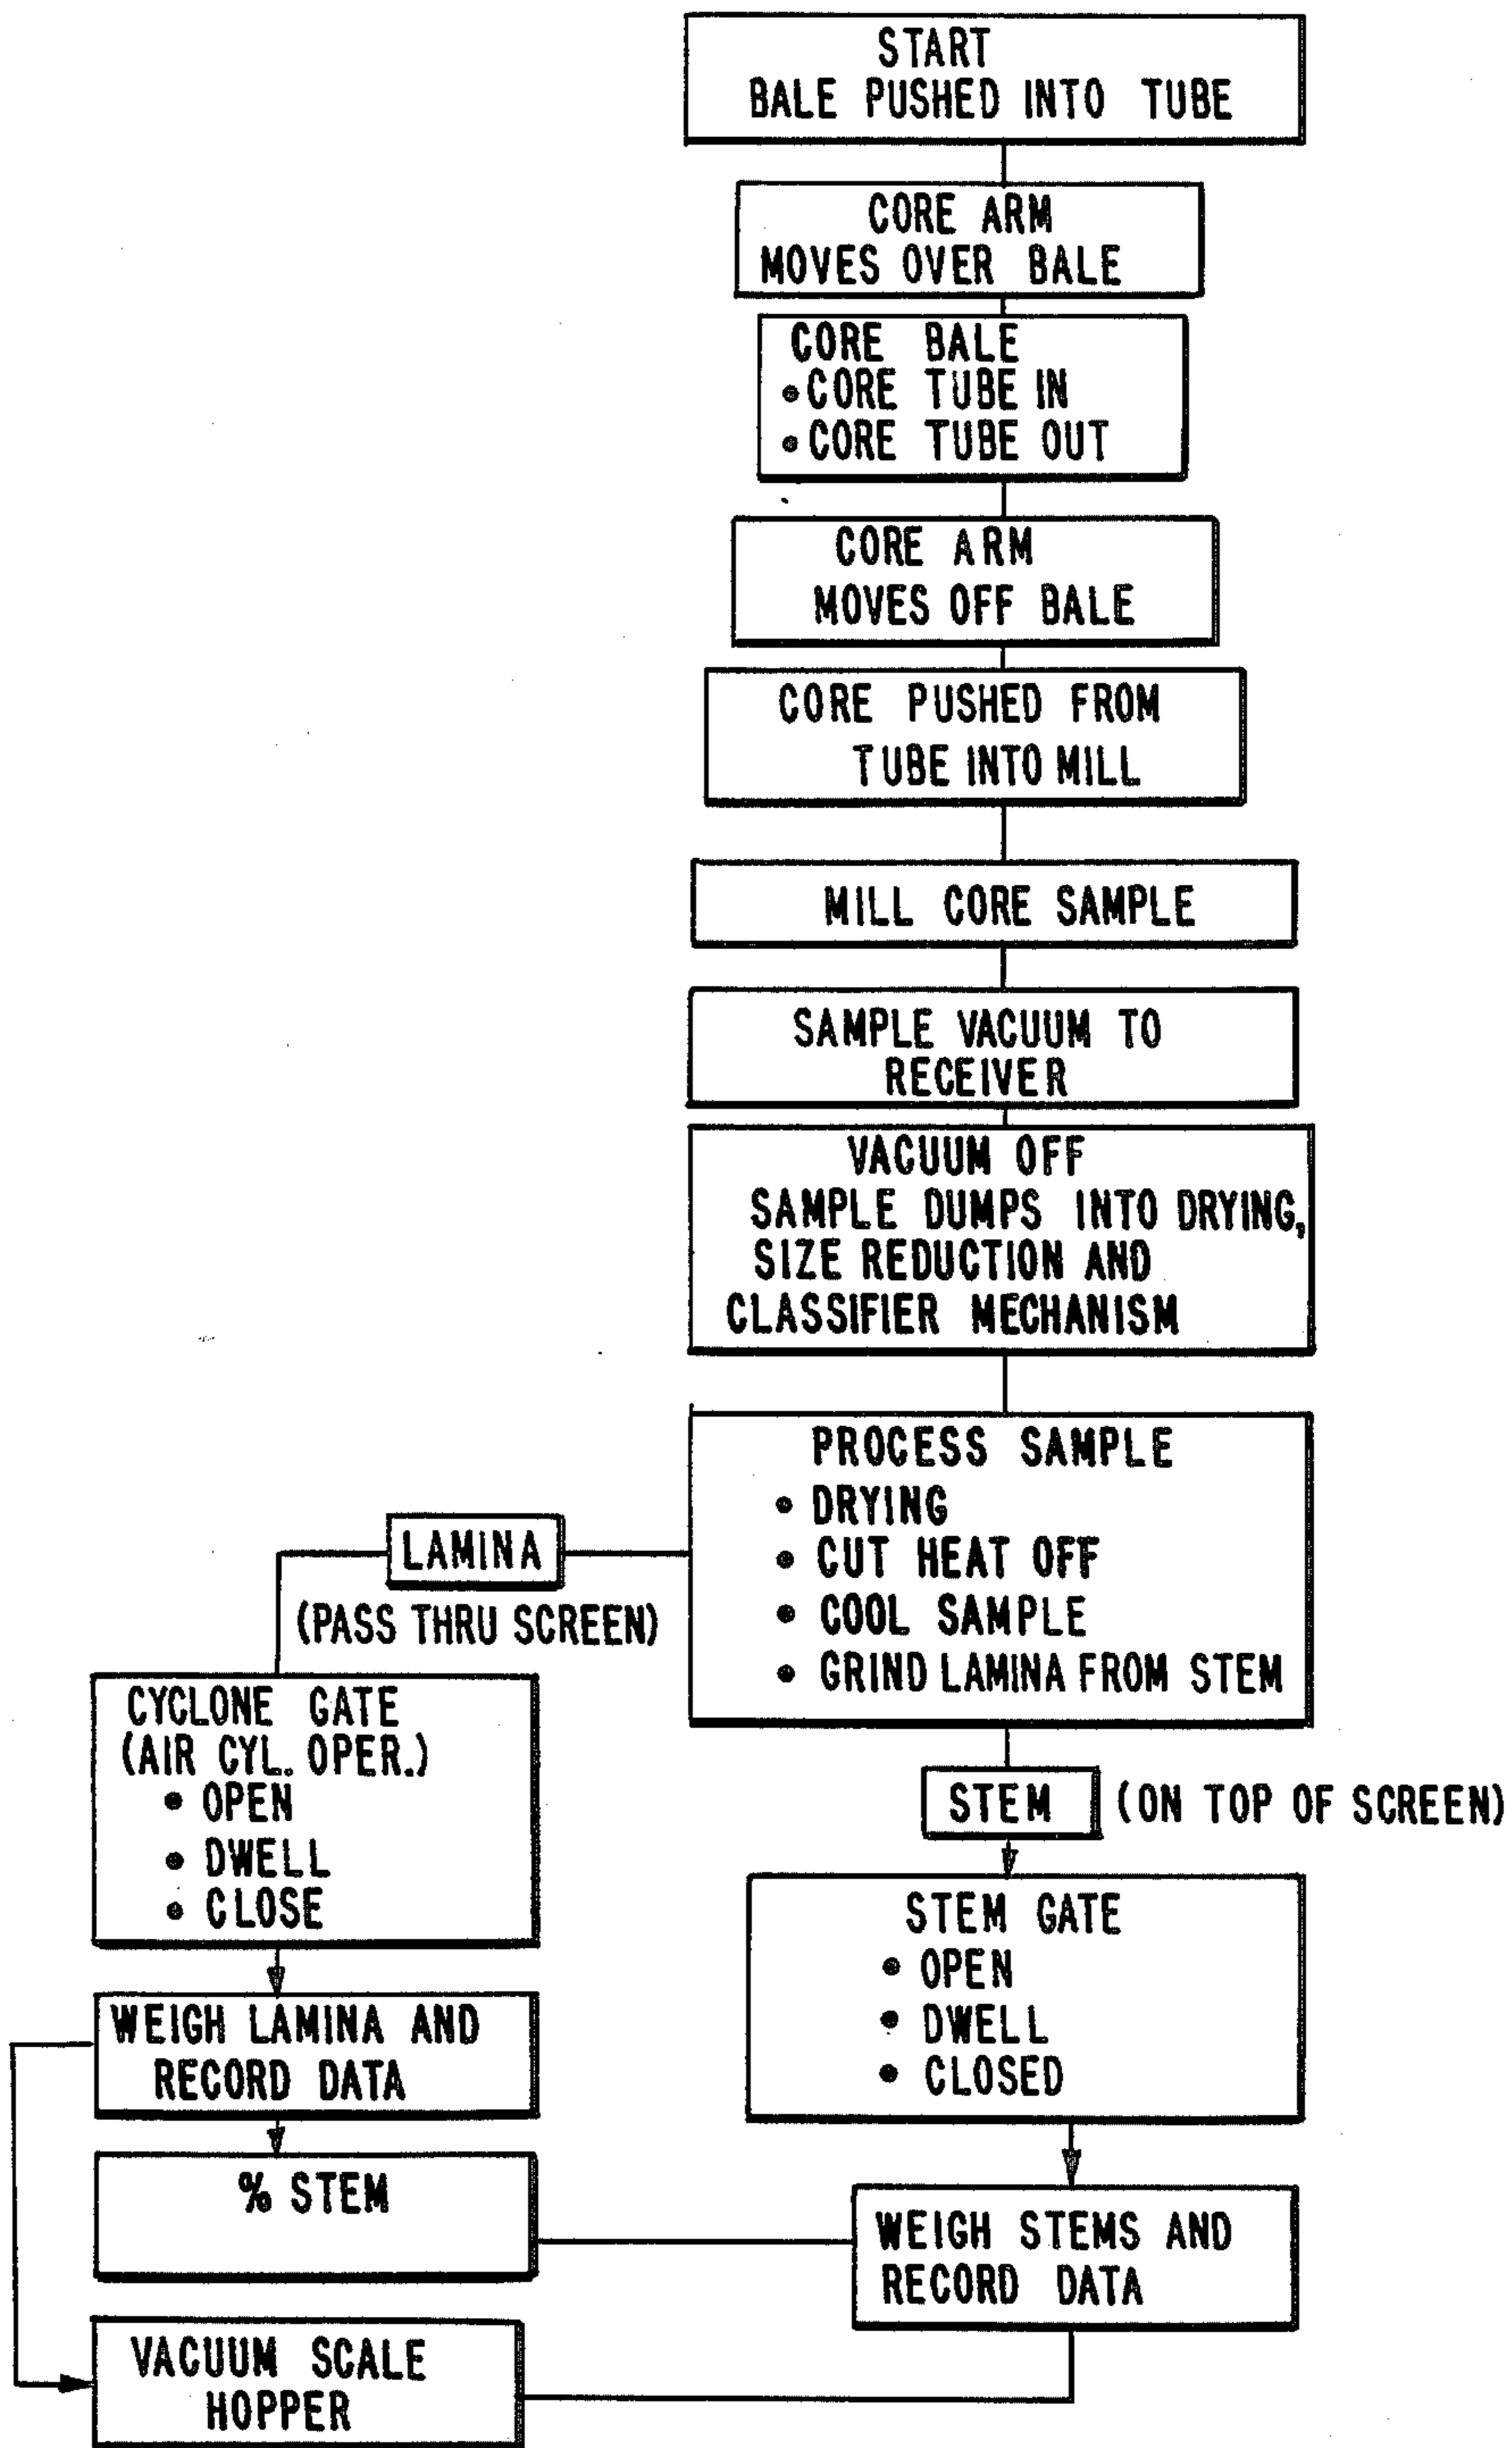 START
BALE PUSHED INTO TUBE
CORE ARM
MOVES OVER BALE
CORE BALE
• CORE TUBE IN
• CORE TUBE OUT
CORE ARM
MOVES OFF BALE
CORE PUSHED FROM
TUBE INTO MILL
MILL CORE SAMPLE
SAMPLE VACUUM TO
RECEIVER
VACUUM OFF
SAMPLE DUMPS INTO DRYING,
SIZE REDUCTION AND
CLASSIFIER MECHANISM
PROCESS SAMPLE
• DRYING
• CUT HEAT OFF
• COOL SAMPLE
• GRIND LAMINA FROM STEM
LAMINA
(PASS THRU SCREEN)
CYCLONE GATE
(AIR CYL. OPER.)
• OPEN
• DWELL
• CLOSE
STEM (ON TOP OF SCREEN)
STEM GATE
• OPEN
• DWELL
• CLOSED
WEIGH LAMINA AND
RECORD DATA
% STEM
WEIGH STEMS AND
RECORD DATA
VACUUM SCALE
HOPPER